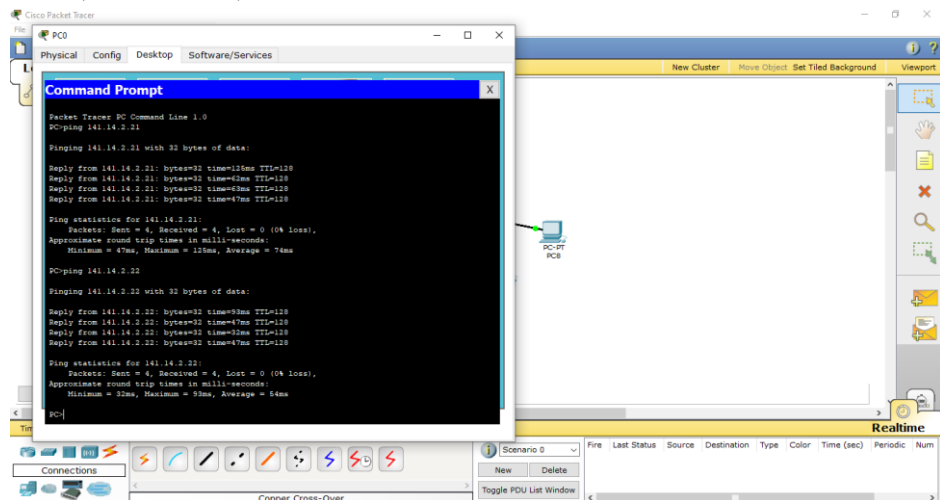 Cisco Packet Tracer
File
PC0
Physical Config Desktop Software/Services
New Cluster Move Object Set Tiled Background Viewport
Command Prompt
X
Packet Tracer PC Command Line 1.0
PC>ping 141.14.2.21
Pinging 141.14.2.21 with 32 bytes of data:
Reply from 141.14.2.21: bytes=32 time=125ms TTL=128
Reply from 141.14.2.21: bytes=32 time=62ms TTL=128
Reply from 141.14.2.21: bytes=32 time=63ms TTL=128
Reply from 141.14.2.21: bytes=32 time=47ms TTL=128
Ping statistics for 141.14.2.21:
Packets: Sent = 4, Received = 4, Lost = 0 (0% loss),
Approximate round trip times in milli-seconds:
Minimum = 47ms, Maximum = 125ms, Average = 74ms
PC>ping 141.14.2.22
Pinging 141.14.2.22 with 32 bytes of data:
Reply from 141.14.2.22: bytes=32 time=93ms TTL=128
Reply from 141.14.2.22: bytes=32 time=47ms TTL=128
Reply from 141.14.2.22: bytes=32 time=32ms TTL=128
Reply from 141.14.2.22: bytes=32 time=47ms TTL=128
Ping statistics for 141.14.2.22:
Packets: Sent = 4, Received = 4, Lost = 0 (0% loss),
Approximate round trip times in milli-seconds:
Minimum = 32ms, Maximum = 93ms, Average = 54ms
PC>
PC-PT
PC8
Realtime
Connections
Scenario 0
New Delete
Toggle PDU List Window
Fire Last Status Source Destination Type Color Time (sec) Periodic Num
Copper Cross-Over